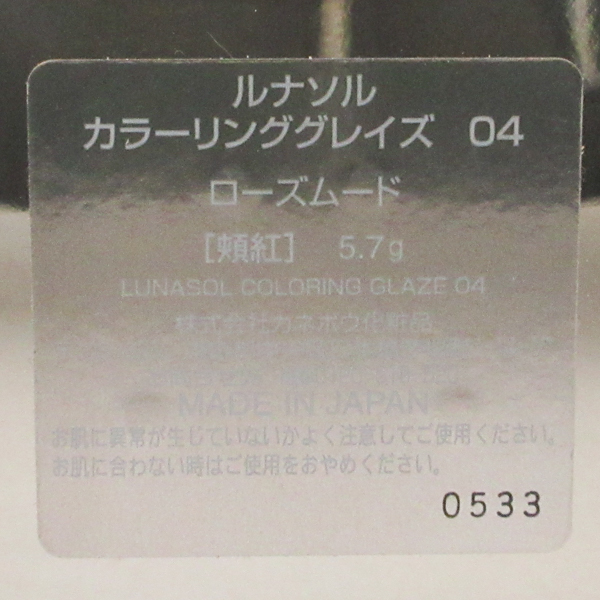 ルナソル
カラーリンググレイズ 04
ローズムード
[頬紅] 5.7g
LUNASOL COLORING GLAZE 04
株式会社カネボウ化粧品
MADE IN JAPAN
お肌に異常が生じていないかよく注意してご使用ください。
お肌に合わない時はご使用をおやめください。
0533